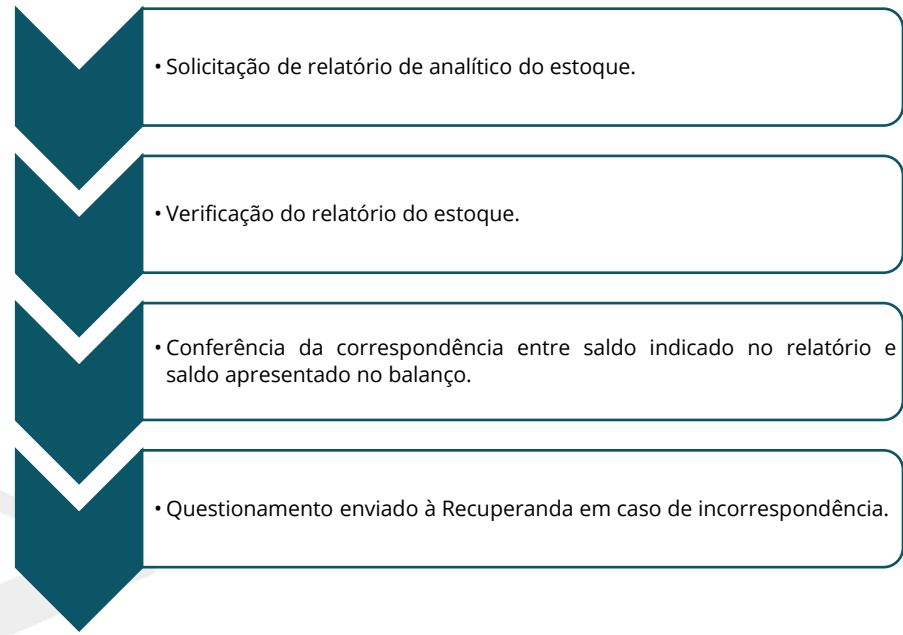 • Solicitação de relatório de analítico do estoque.
• Verificação do relatório do estoque.
• Conferência da correspondência entre saldo indicado no relatório e
saldo apresentado no balanço.
• Questionamento enviado à Recuperanda em caso de incorrespondência.